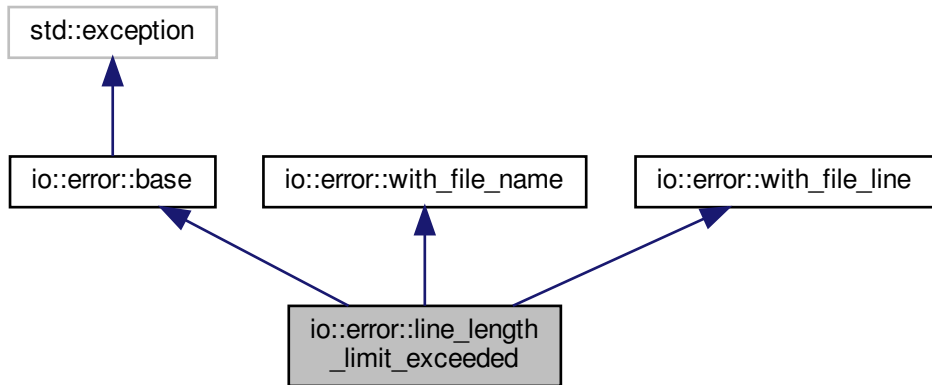 std::exception
io::error::base
io::error::with_file_name
io::error::with_file_line
io::error::line_length
_limit_exceeded